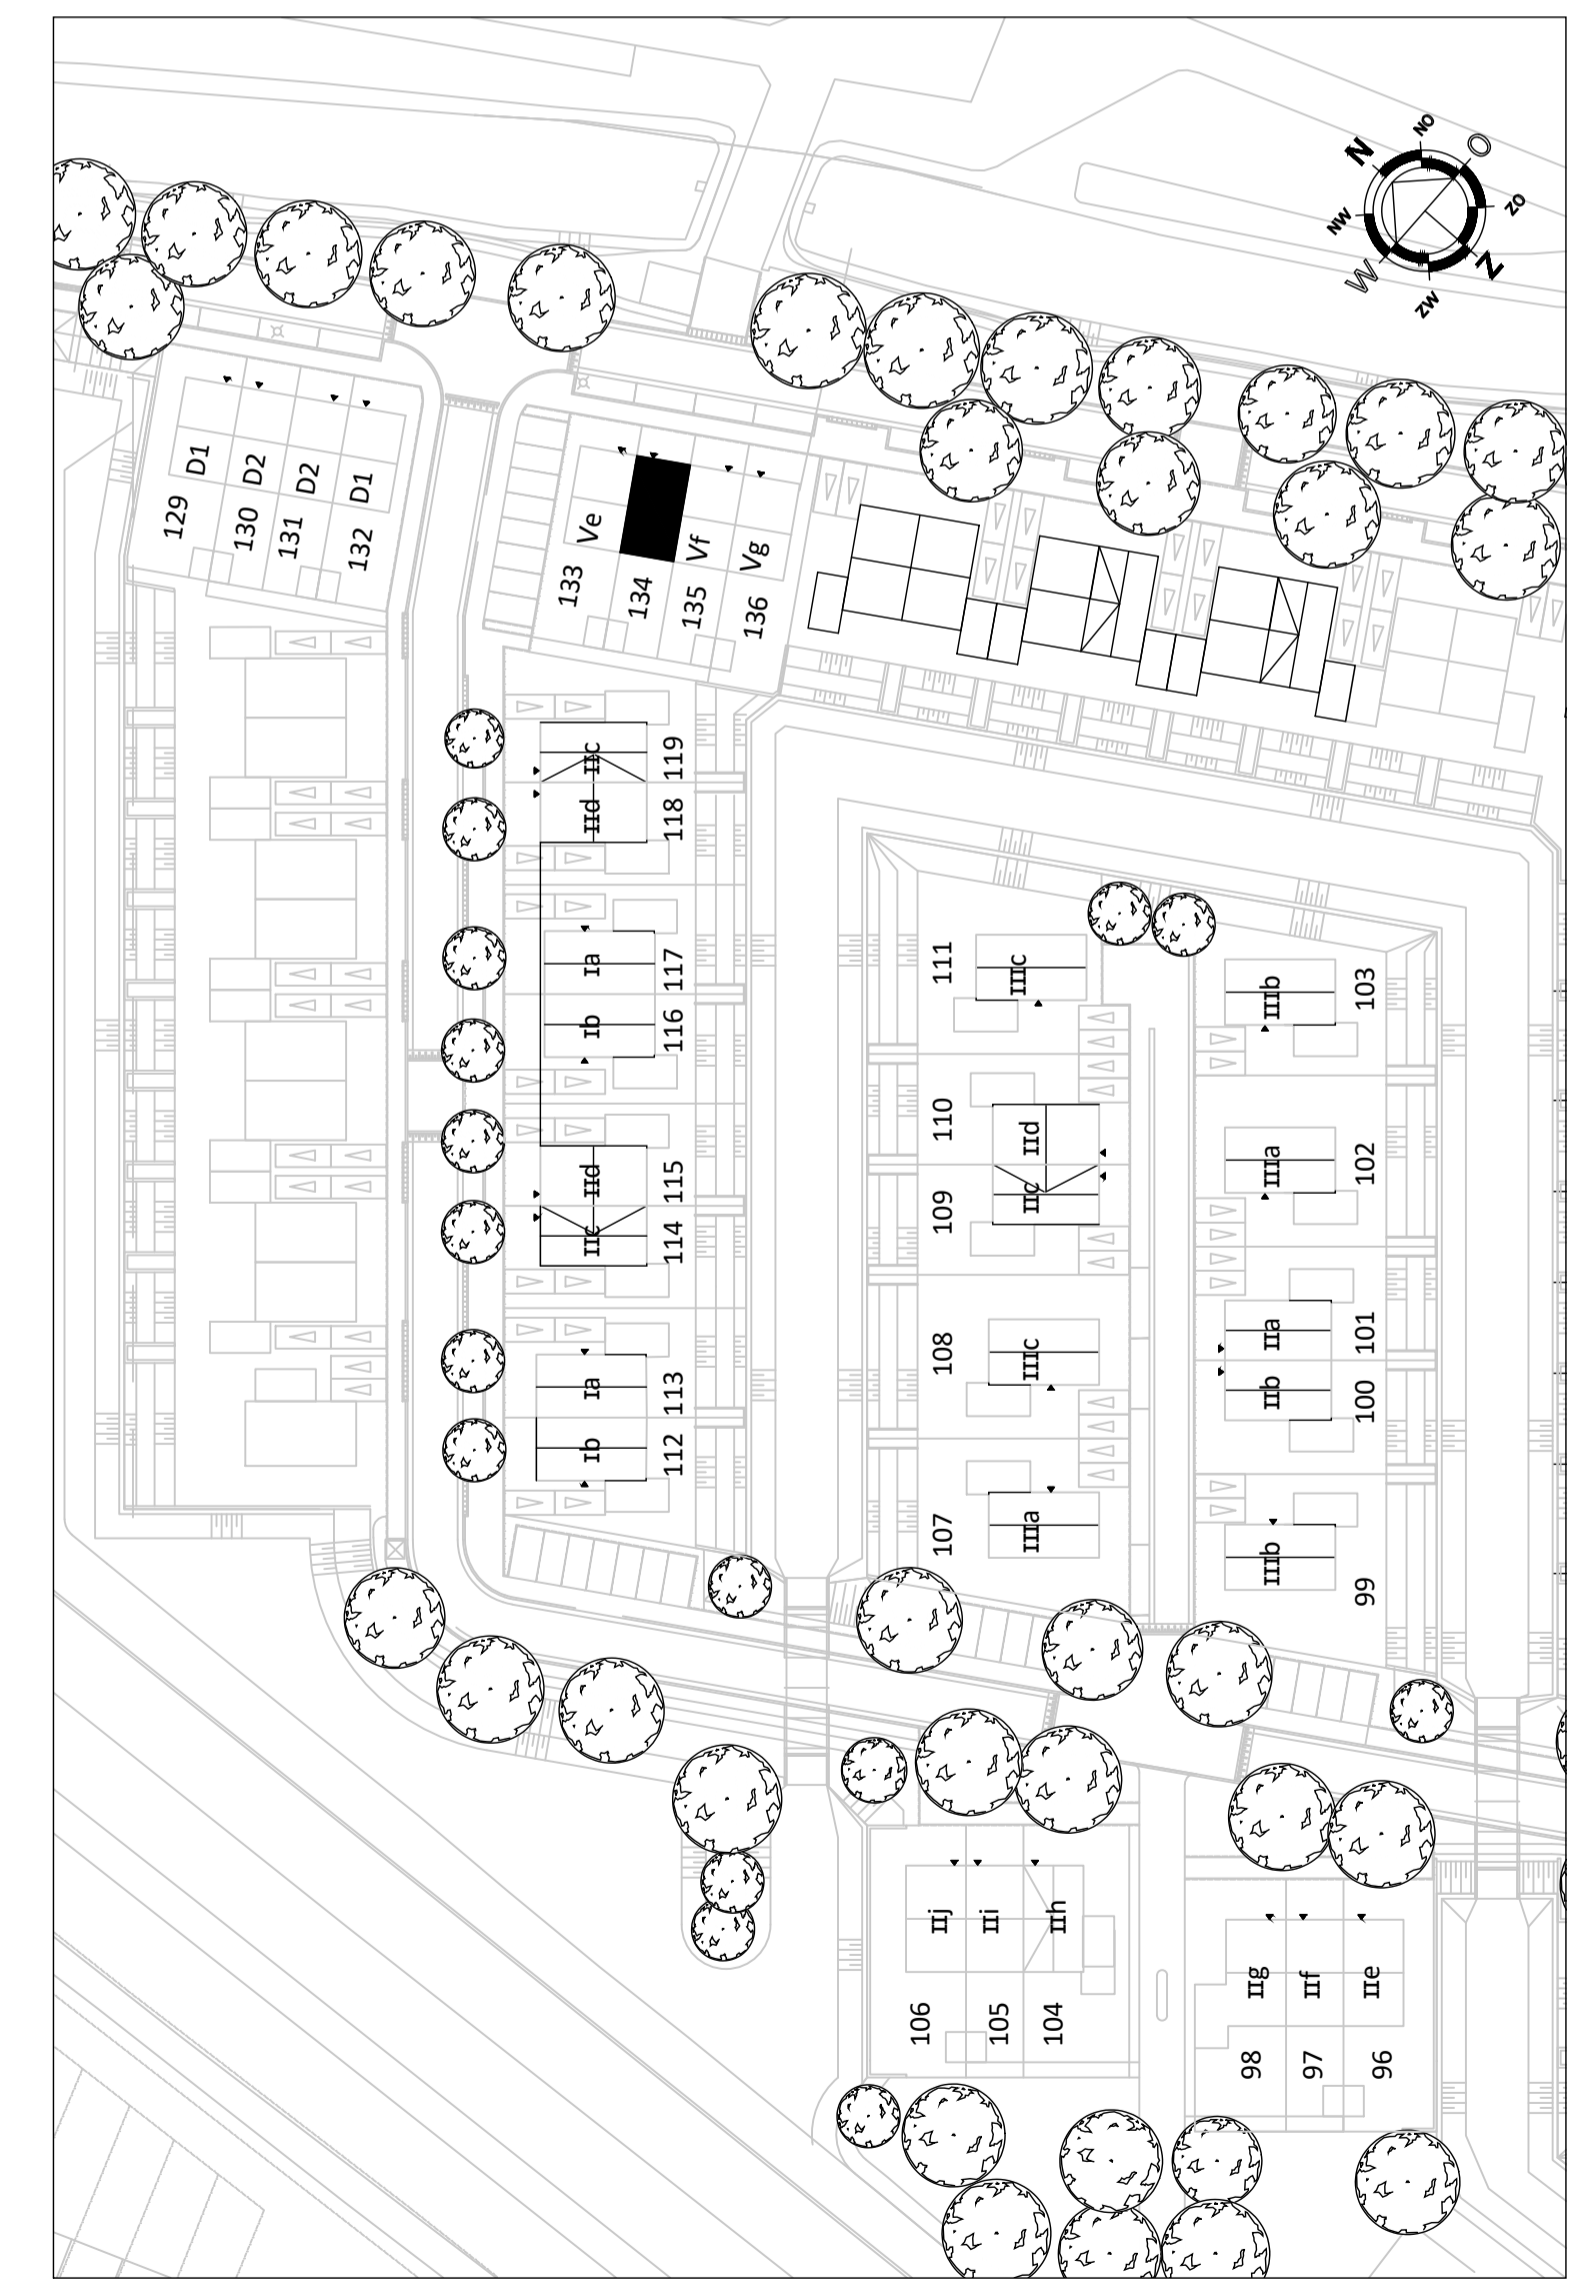 N
NO
O
ZO
Z
ZW
W
NW
D1
D2
D2
D1
129
130
131
132
Ve
Vf
Vg
133
134
135
136
IIc
119
IId
118
Ia
117
Ib
116
IId
115
IIc
114
Ia
113
Ib
112
111
IIIc
110
IId
109
IIc
108
IIIc
107
IIIa
IIIb
103
IIIa
102
IIa
101
IIb
100
IIIb
99
IIj
IIi
IIh
106
105
104
IIg
IIf
IIe
98
97
96